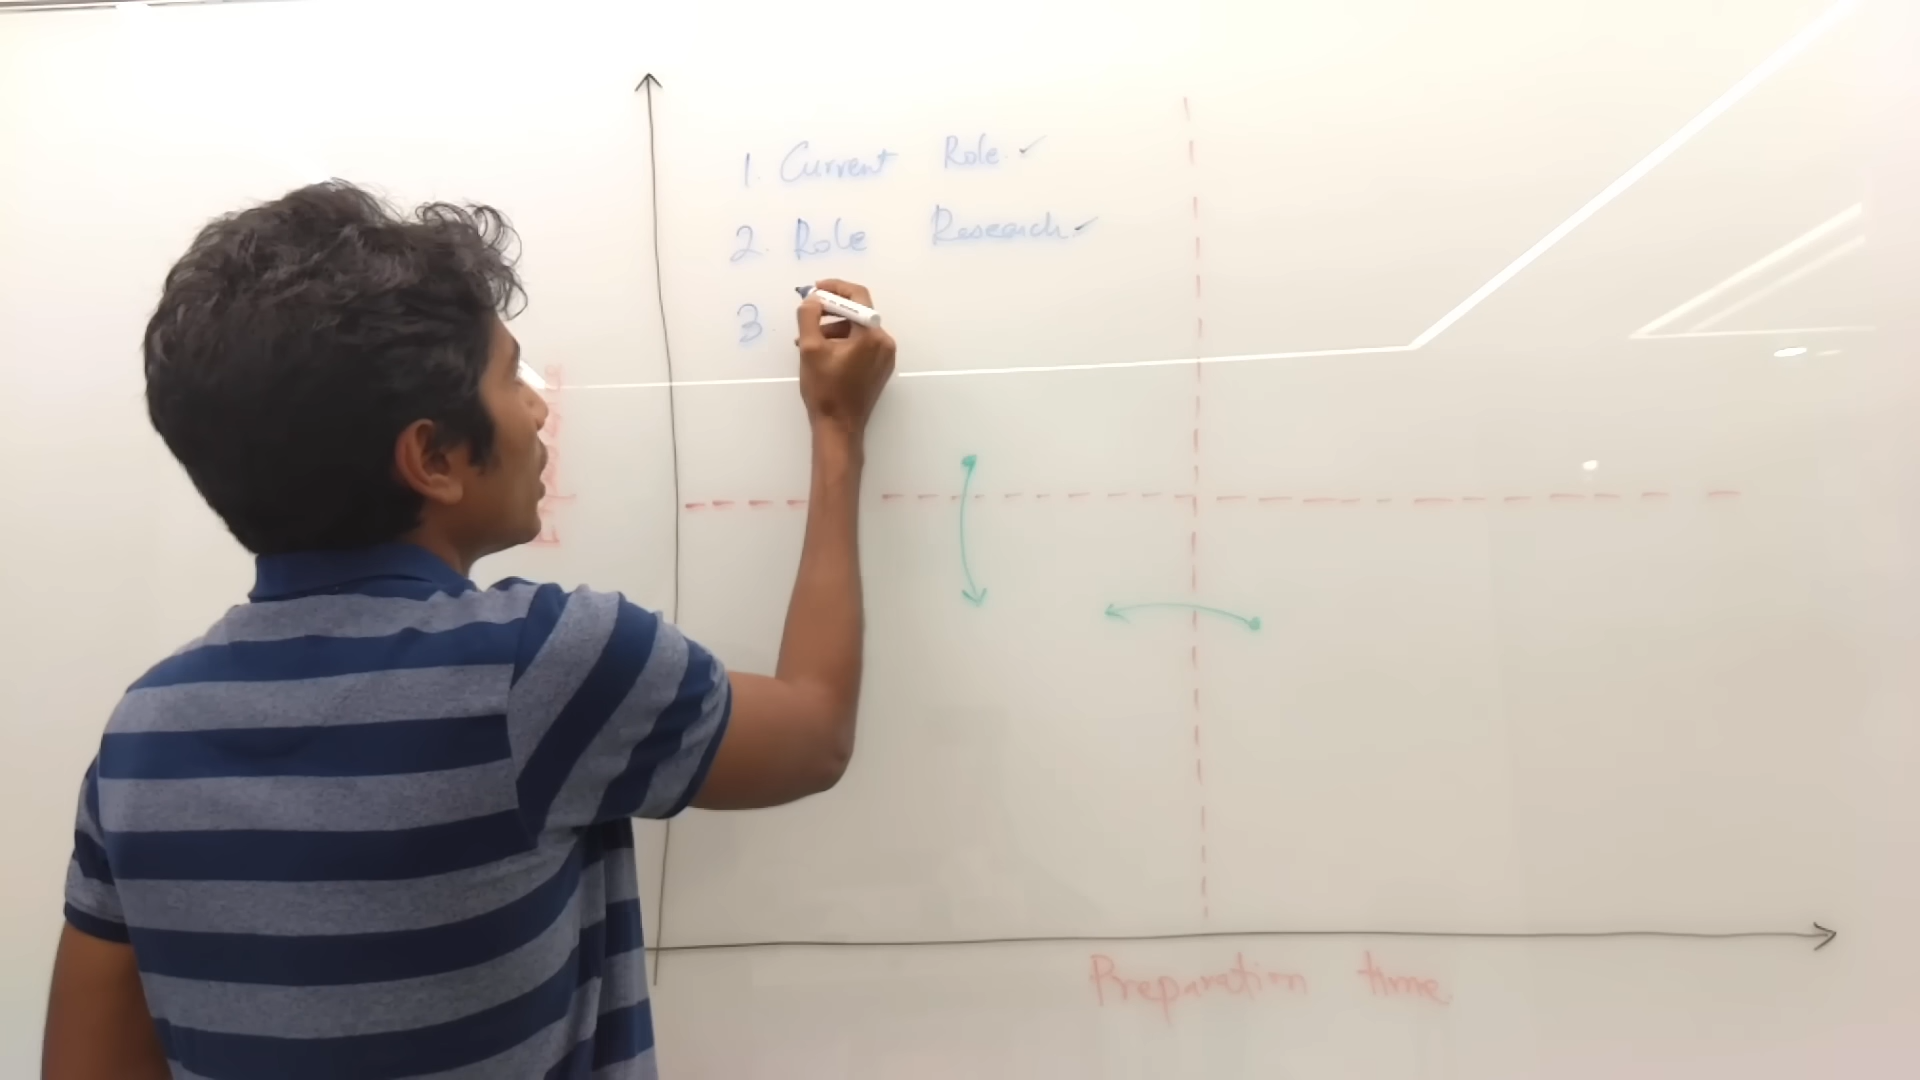 1. Current Role ✓
2. Role Research ✓
3.
Preparation time